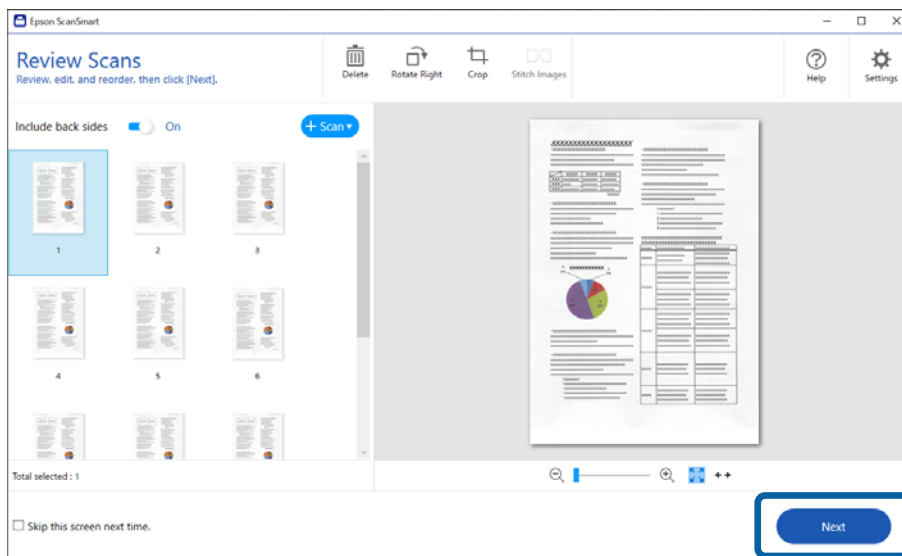 Epson ScanSmart
Review Scans
Review, edit, and reorder, then click [Next].
Delete
Rotate Right
Crop
Stitch Images
Help
Settings
Include back sides
On
+ Scan
1
2
3
4
5
6
Total selected : 1
Skip this screen next time.
Next